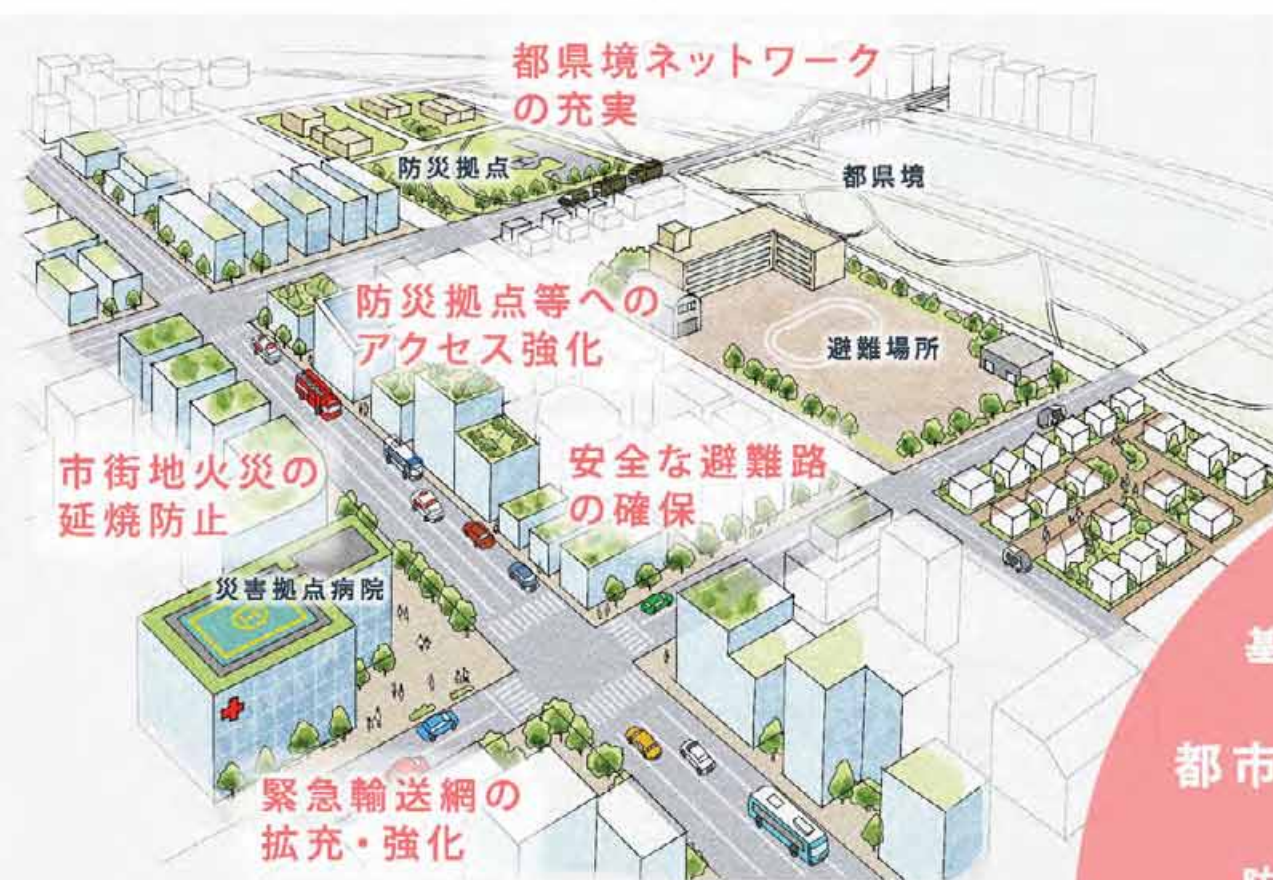 都県境ネットワーク
の充実
防災拠点
都県境
防災拠点等への
アクセス強化
避難場所
市街地火災の
延焼防止
安全な避難路
の確保
災害拠点病院
緊急輸送網の
拡充・強化
都市